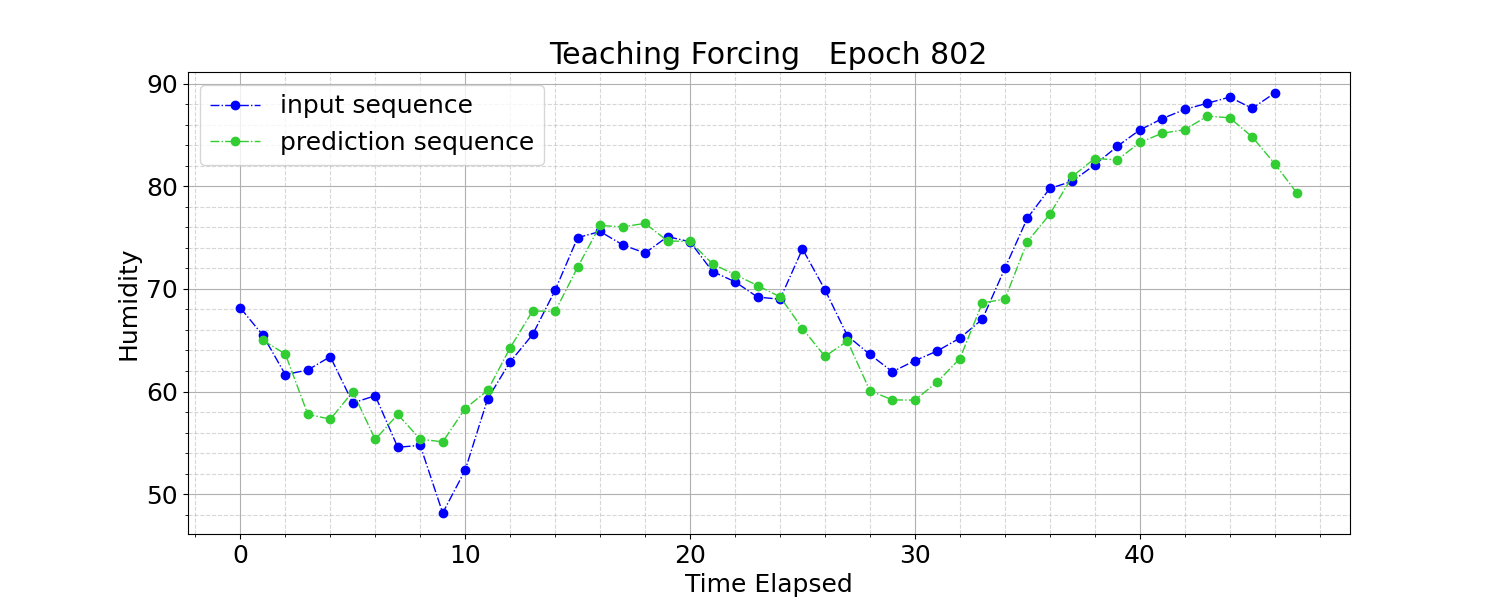 Teaching Forcing   Epoch 802
input sequence
prediction sequence
Humidity
90
80
70
60
50
0 10 20 30 40
Time Elapsed